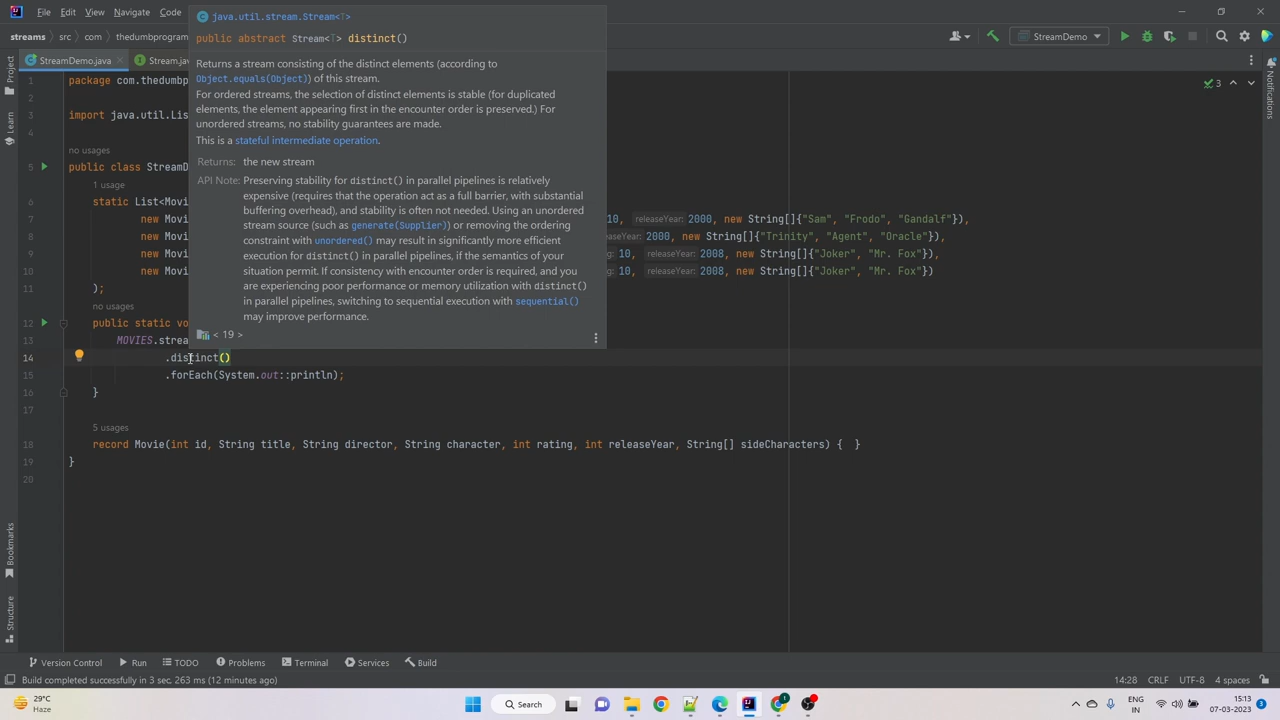 File Edit View Navigate Code
java.util.stream.Stream<T>
public abstract Stream<T> distinct()
streams src com thedumbprogram
StreamDemo
StreamDemo.java Stream.java
Project
Learn
Notifications
Returns a stream consisting of the distinct elements (according to
Object.equals(Object)) of this stream.
For ordered streams, the selection of distinct elements is stable (for duplicated
elements, the element appearing first in the encounter order is preserved.) For
unordered streams, no stability guarantees are made.
This is a stateful intermediate operation.
Returns: the new stream
API Note: Preserving stability for distinct() in parallel pipelines is relatively
expensive (requires that the operation act as a full barrier, with substantial
buffering overhead), and stability is often not needed. Using an unordered
stream source (such as generate(Supplier)) or removing the ordering
constraint with unordered() may result in significantly more efficient
execution for distinct() in parallel pipelines, if the semantics of your
situation permit. If consistency with encounter order is required, and you
are experiencing poor performance or memory utilization with distinct()
in parallel pipelines, switching to sequential execution with sequential()
may improve performance.
< 19 >
3
1 package com.thedump
2
3 import java.util.Lis
4
no usages
5 public class StreamD
1 usage
6 static List<Movi
7 new Movi 10, releaseYear: 2000, new String[]{"Sam", "Frodo", "Gandalf"}),
8 new Movi easeYear: 2000, new String[]{"Trinity", "Agent", "Oracle"}),
9 new Movi ng: 10, releaseYear: 2008, new String[]{"Joker", "Mr. Fox"}),
10 new Movi ng: 10, releaseYear: 2008, new String[]{"Joker", "Mr. Fox"})
11 );
no usages
12 public static vo
13 MOVIES.strea
14 .distinct()
15 .forEach(System.out::println);
16 }
17
5 usages
18 record Movie(int id, String title, String director, String character, int rating, int releaseYear, String[] sideCharacters) { }
19 }
20
Bookmarks
Structure
Version Control Run TODO Problems Terminal Services Build
Build completed successfully in 3 sec, 263 ms (12 minutes ago) 14:28 CRLF UTF-8 4 spaces
29°C
Haze
Search
ENG
IN
15:13
07-03-2023
3